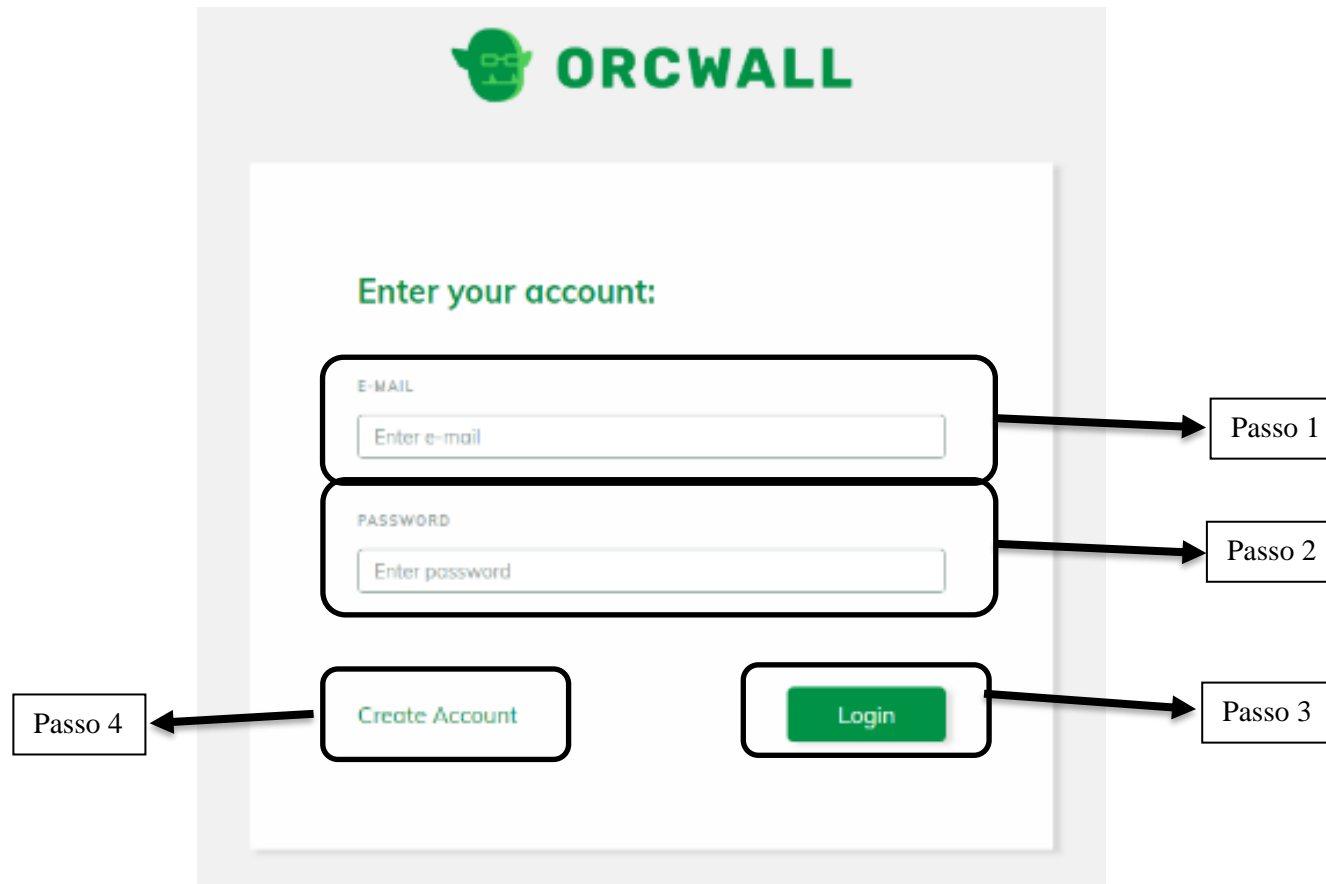 ORCWALL
Enter your account:
E-MAIL
Enter e-mail
Passo 1
PASSWORD
Enter password
Passo 2
Passo 4
Create Account
Login
Passo 3